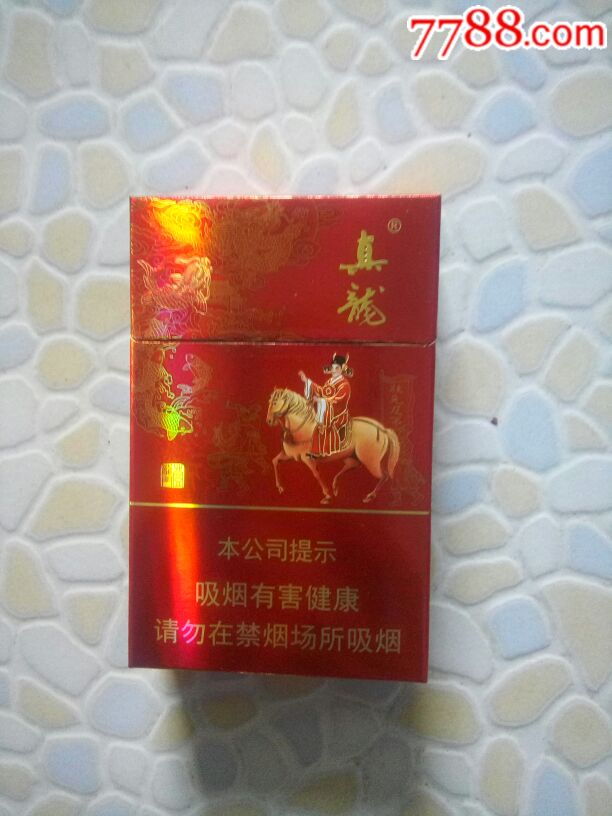 7788.com
真龍
®
本公司提示
吸烟有害健康
请勿在禁烟场所吸烟